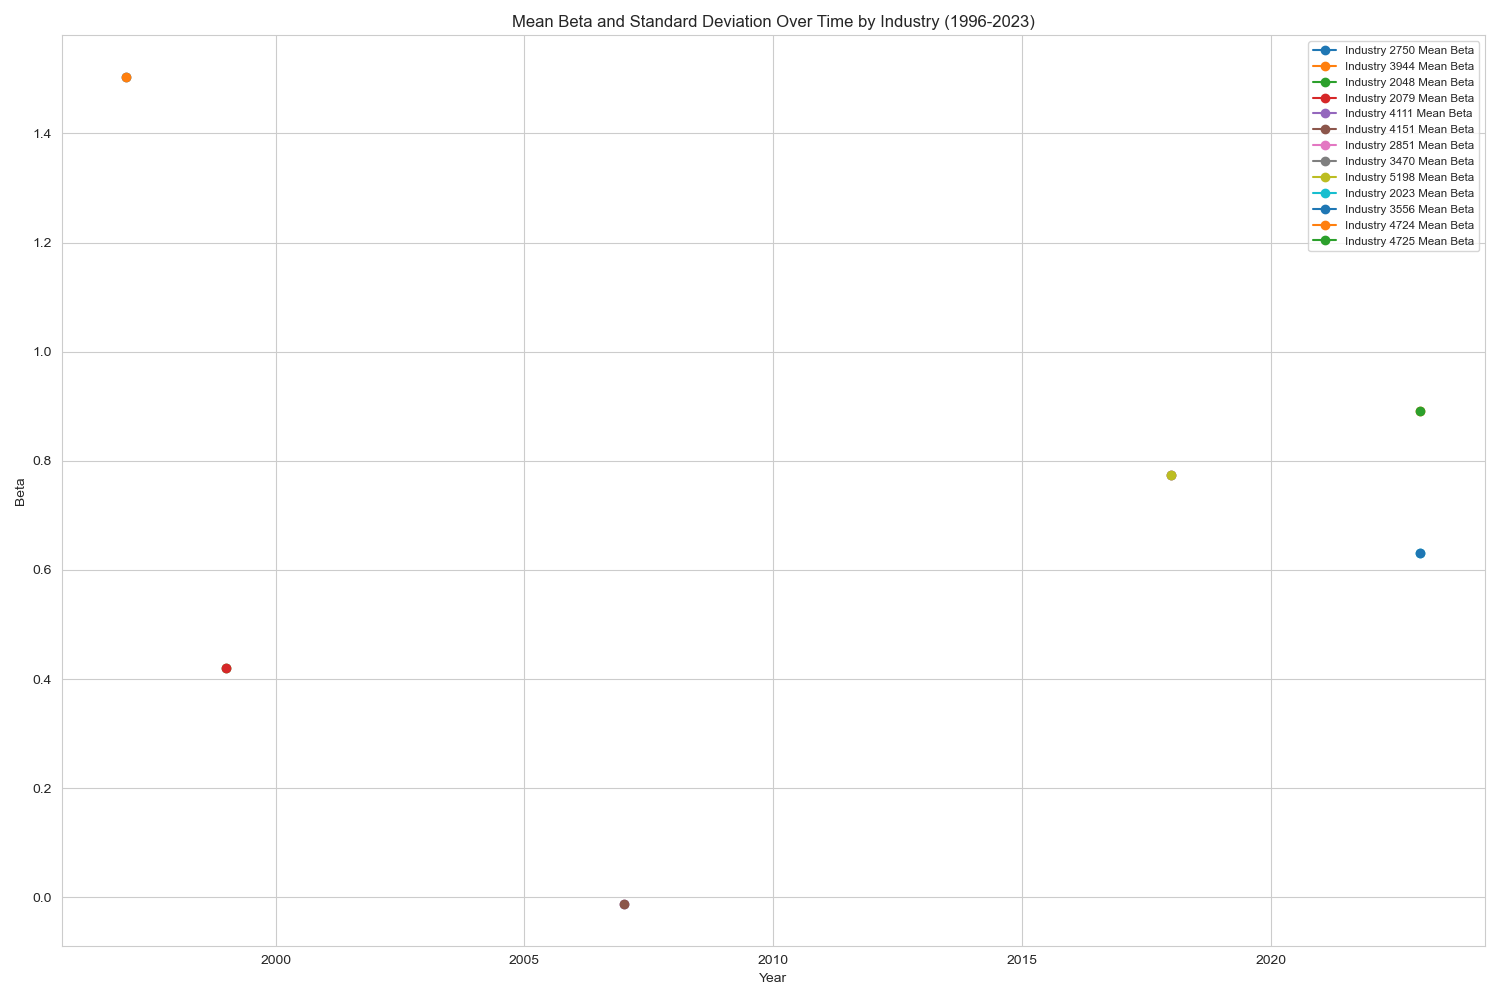 Mean Beta and Standard Deviation Over Time by Industry (1996-2023)
Industry 2750 Mean Beta
Industry 3944 Mean Beta
Industry 2048 Mean Beta
Industry 2079 Mean Beta
Industry 4111 Mean Beta
Industry 4151 Mean Beta
Industry 2851 Mean Beta
Industry 3470 Mean Beta
Industry 5198 Mean Beta
Industry 2023 Mean Beta
Industry 3556 Mean Beta
Industry 4724 Mean Beta
Industry 4725 Mean Beta
1.4
1.2
1.0
0.8
0.6
0.4
0.2
0.0
Beta
2000
2005
2010
2015
2020
Year